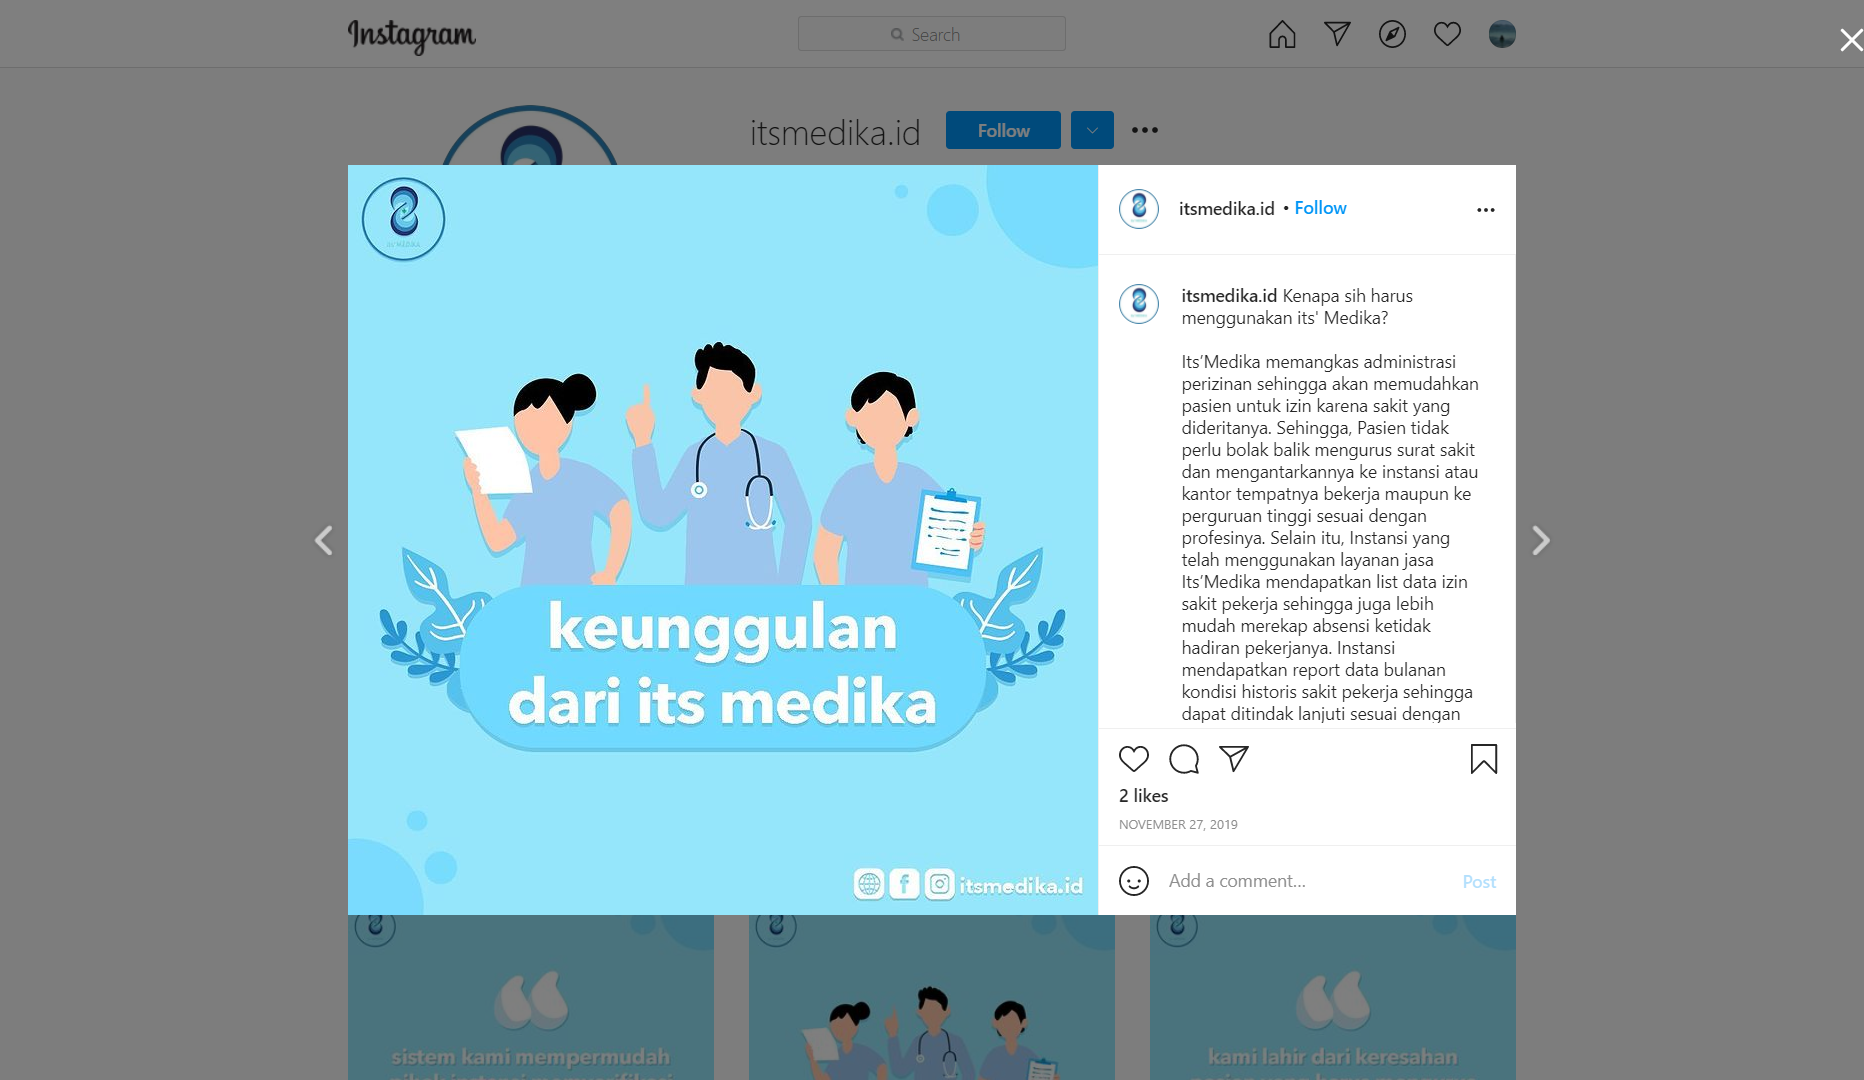 Instagram
Search
itsmedika.id
Follow
keunggulan
dari its medika
itsmedika.id
itsmedika.id • Follow
itsmedika.id Kenapa sih harus
menggunakan its' Medika?
Its’Medika memangkas administrasi
perizinan sehingga akan memudahkan
pasien untuk izin karena sakit yang
dideritanya. Sehingga, Pasien tidak
perlu bolak balik mengurus surat sakit
dan mengantarkannya ke instansi atau
kantor tempatnya bekerja maupun ke
perguruan tinggi sesuai dengan
profesinya. Selain itu, Instansi yang
telah menggunakan layanan jasa
Its’Medika mendapatkan list data izin
sakit pekerja sehingga juga lebih
mudah merekap absensi ketidak
hadiran pekerjanya. Instansi
mendapatkan report data bulanan
kondisi historis sakit pekerja sehingga
dapat ditindak lanjuti sesuai dengan
2 likes
NOVEMBER 27, 2019
Add a comment...
Post
sistem kami mempermudah
kami lahir dari keresahan